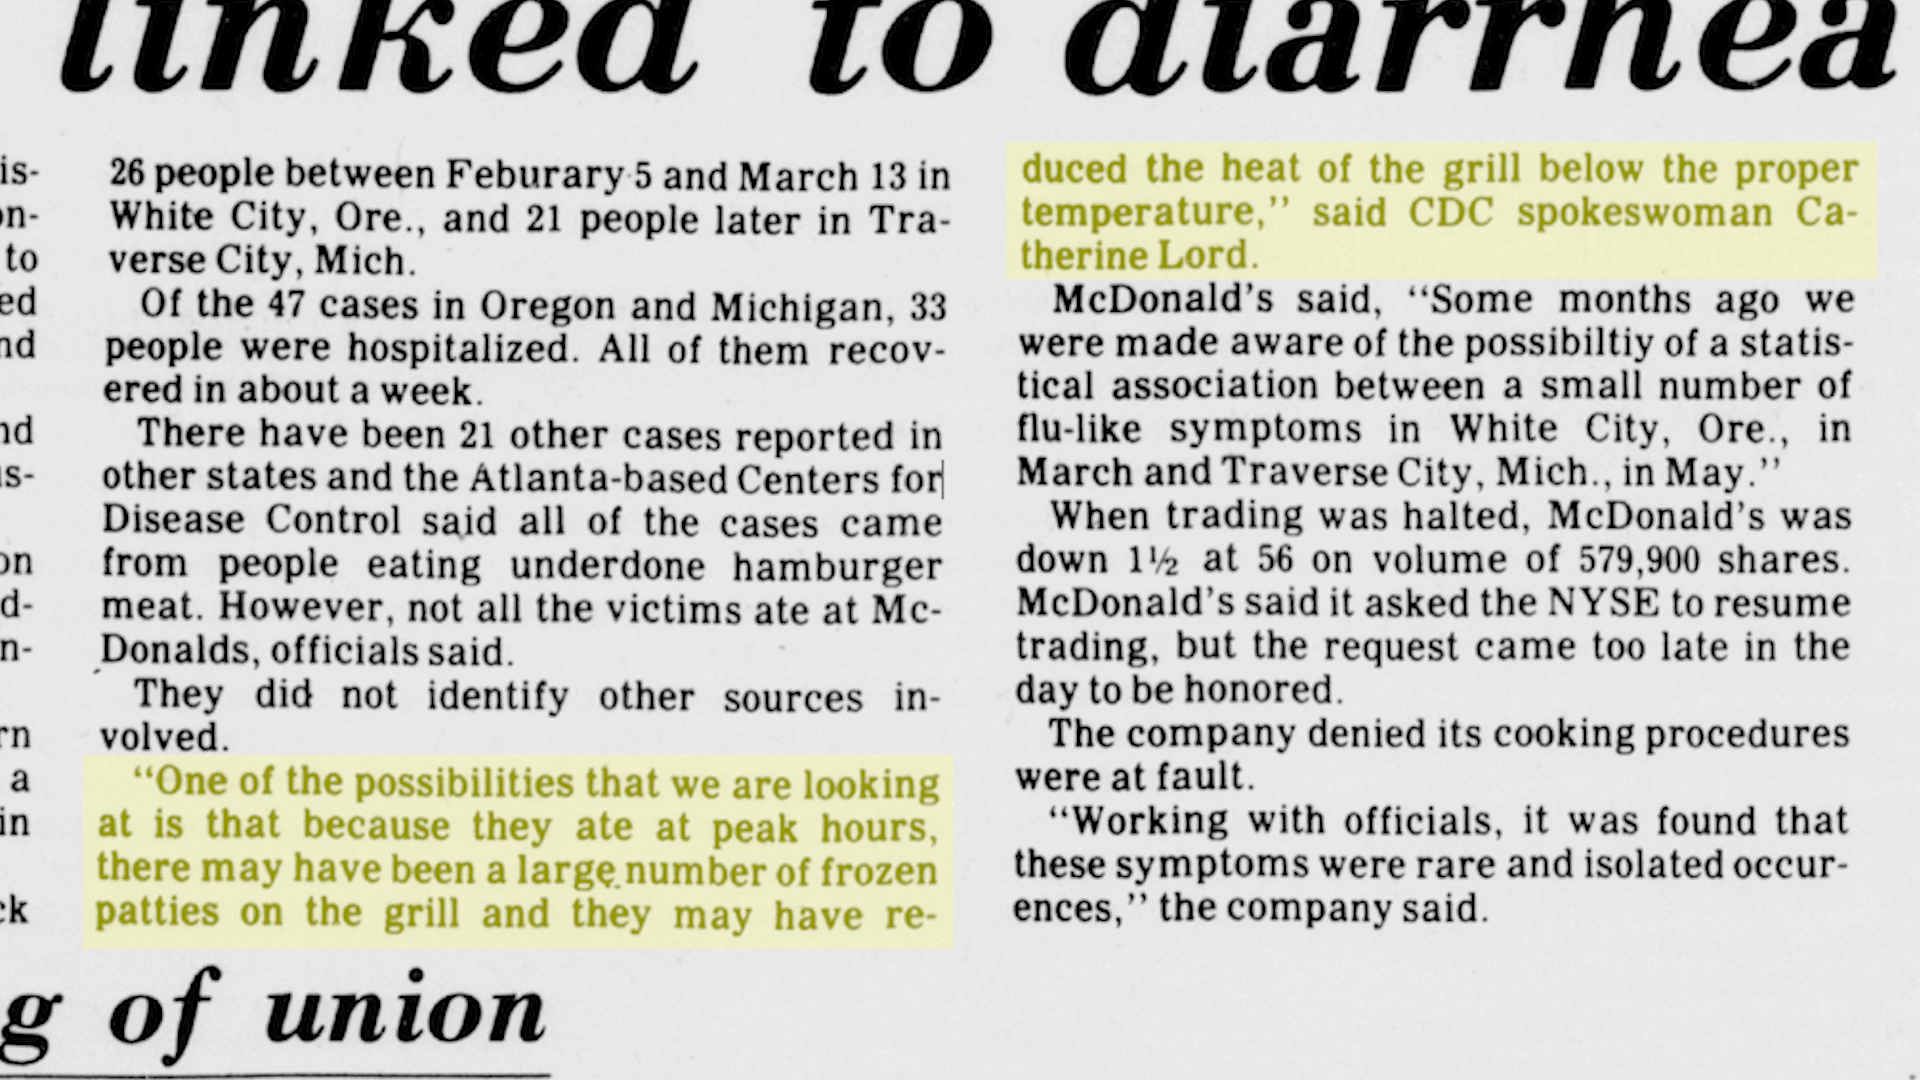 linked to diarrhea
is-
on-
to
ed
nd
nd
us-
on
d-
n-
rn
a
in
ck
26 people between Feburary 5 and March 13 in
White City, Ore., and 21 people later in Tra-
verse City, Mich.
Of the 47 cases in Oregon and Michigan, 33
people were hospitalized. All of them recov-
ered in about a week.
There have been 21 other cases reported in
other states and the Atlanta-based Centers for
Disease Control said all of the cases came
from people eating underdone hamburger
meat. However, not all the victims ate at Mc-
Donalds, officials said.
They did not identify other sources in-
volved.
“One of the possibilities that we are looking
at is that because they ate at peak hours,
there may have been a large number of frozen
patties on the grill and they may have re-
duced the heat of the grill below the proper
temperature,” said CDC spokeswoman Ca-
therine Lord.
McDonald’s said, “Some months ago we
were made aware of the possibiltiy of a statis-
tical association between a small number of
flu-like symptoms in White City, Ore., in
March and Traverse City, Mich., in May.”
When trading was halted, McDonald’s was
down 1½ at 56 on volume of 579,900 shares.
McDonald’s said it asked the NYSE to resume
trading, but the request came too late in the
day to be honored.
The company denied its cooking procedures
were at fault.
“Working with officials, it was found that
these symptoms were rare and isolated occur-
ences,” the company said.
g of union